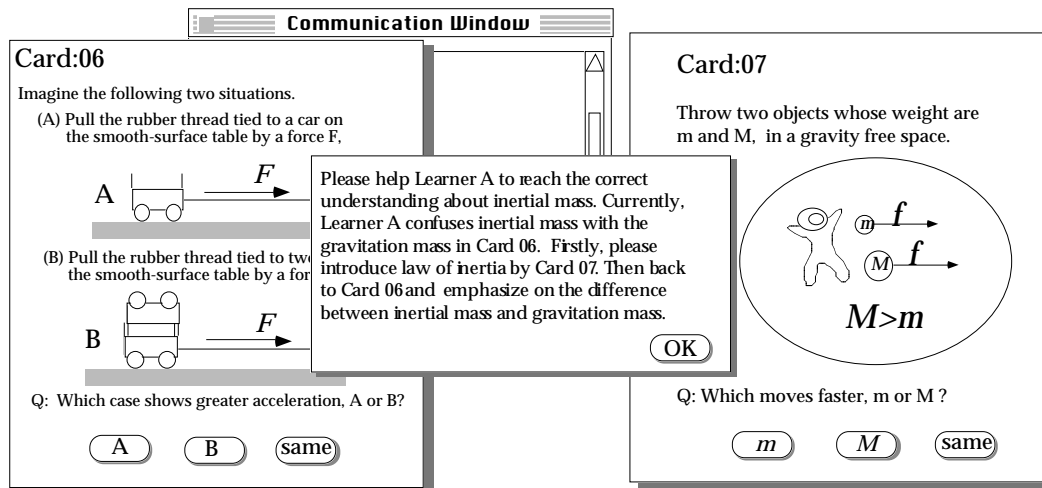 Communication Window
Card:06
Imagine the following two situations.
(A) Pull the rubber thread tied to a car on
the smooth-surface table by a force F,
A
F
(B) Pull the rubber thread tied to two
the smooth-surface table by a for
B
F
Q: Which case shows greater acceleration, A or B?
A B same
Please help Learner A to reach the correct
understanding about inertial mass. Currently,
Learner A confuses inertial mass with the
gravitation mass in Card 06. Firstly, please
introduce law of inertia by Card 07. Then back
to Card 06 and emphasize on the difference
between inertial mass and gravitation mass.
OK
Card:07
Throw two objects whose weight are
m and M, in a gravity free space.
m f
M f
M>m
Q: Which moves faster, m or M ?
m M same